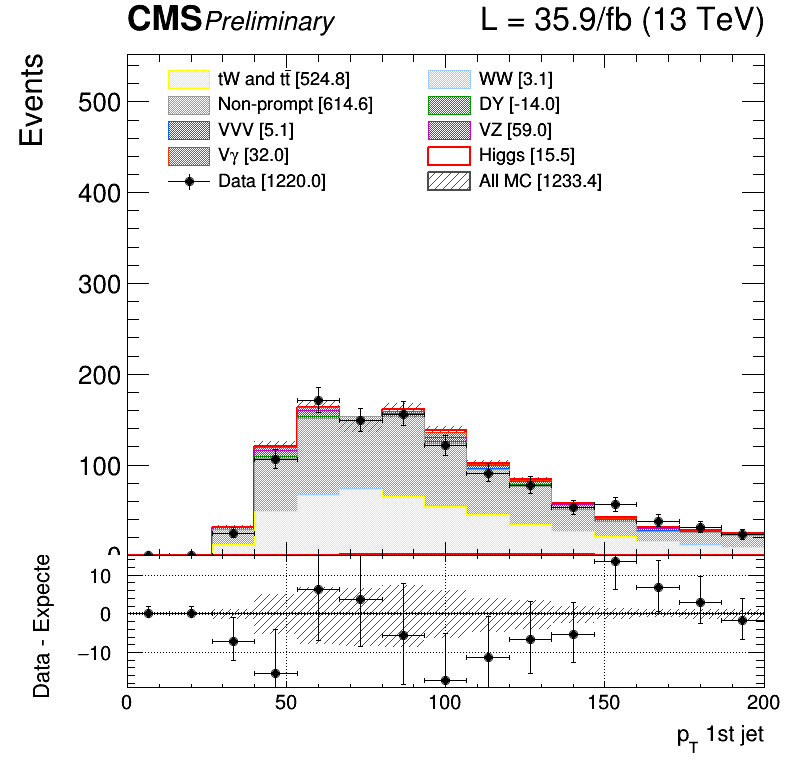 CMS Preliminary L = 35.9/fb (13 TeV)
Events
tW and tt̄ [524.8] WW [3.1]
Non-prompt [614.6] DY [-14.0]
VVV [5.1] VZ [59.0]
Vγ [32.0] Higgs [15.5]
Data [1220.0] All MC [1233.4]
500
400
300
200
100
0
Data - Expecte
10
0
−10
0 50 100 150 200
pT 1st jet